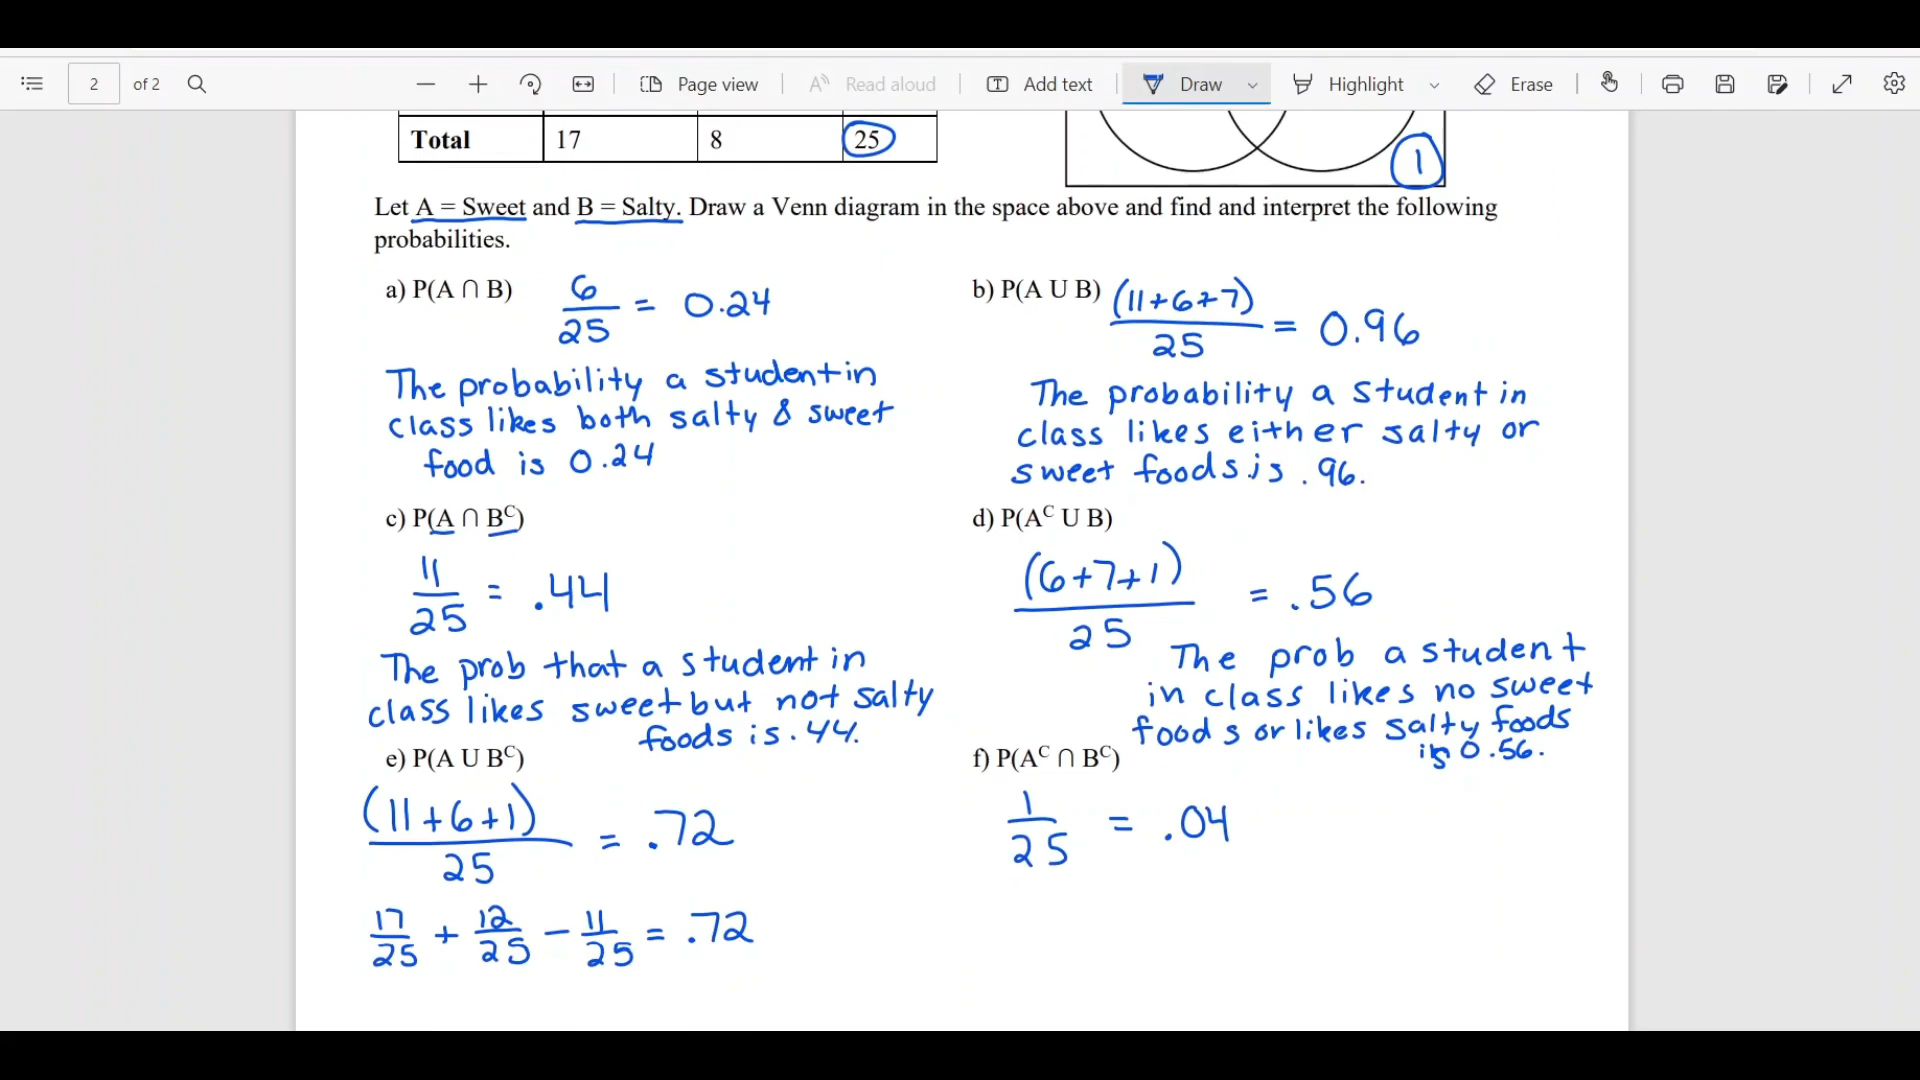 2 of 2 Page view Read aloud Add text Draw Highlight Erase
Total 17 8 25
1
Let A = Sweet and B = Salty. Draw a Venn diagram in the space above and find and interpret the following
probabilities.
a) P(A ∩ B) 6/25 = 0.24
The probability a student in
class likes both salty & sweet
food is 0.24
b) P(A U B) (11+6+7)/25 = 0.96
The probability a student in
class likes either salty or
sweet foods is .96.
c) P(A ∩ Bᶜ)
11/25 = .44
The prob that a student in
class likes sweet but not salty
foods is .44.
d) P(Aᶜ U B)
(6+7+1)/25 = .56
The prob a student
in class likes no sweet
foods or likes salty foods
is 0.56.
e) P(A U Bᶜ)
(11+6+1)/25 = .72
17/25 + 12/25 - 11/25 = .72
f) P(Aᶜ ∩ Bᶜ)
1/25 = .04